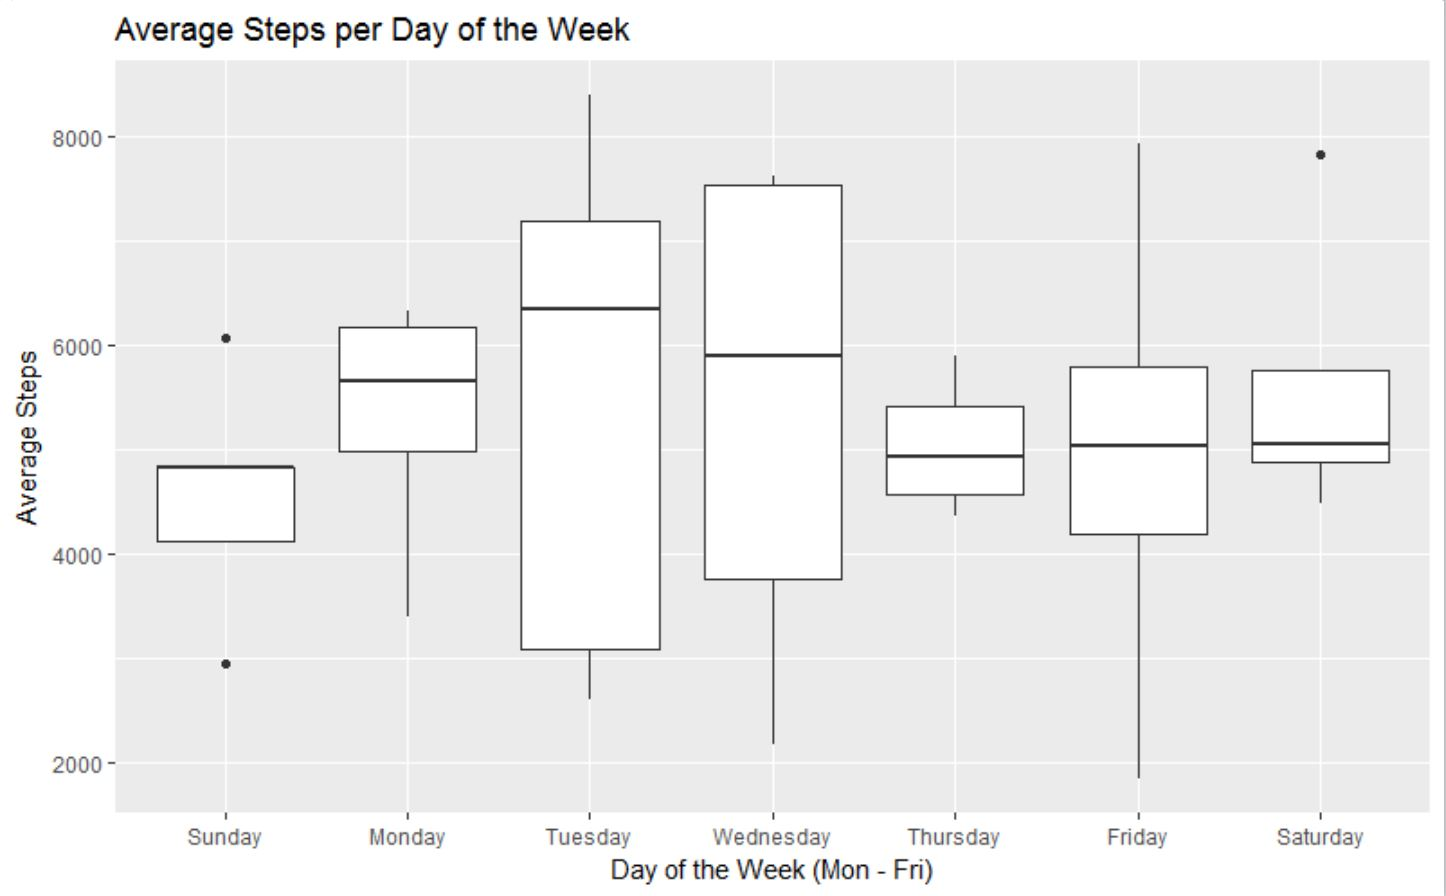 Average Steps per Day of the Week
Average Steps
8000
6000
4000
2000
Sunday Monday Tuesday Wednesday Thursday Friday Saturday
Day of the Week (Mon - Fri)